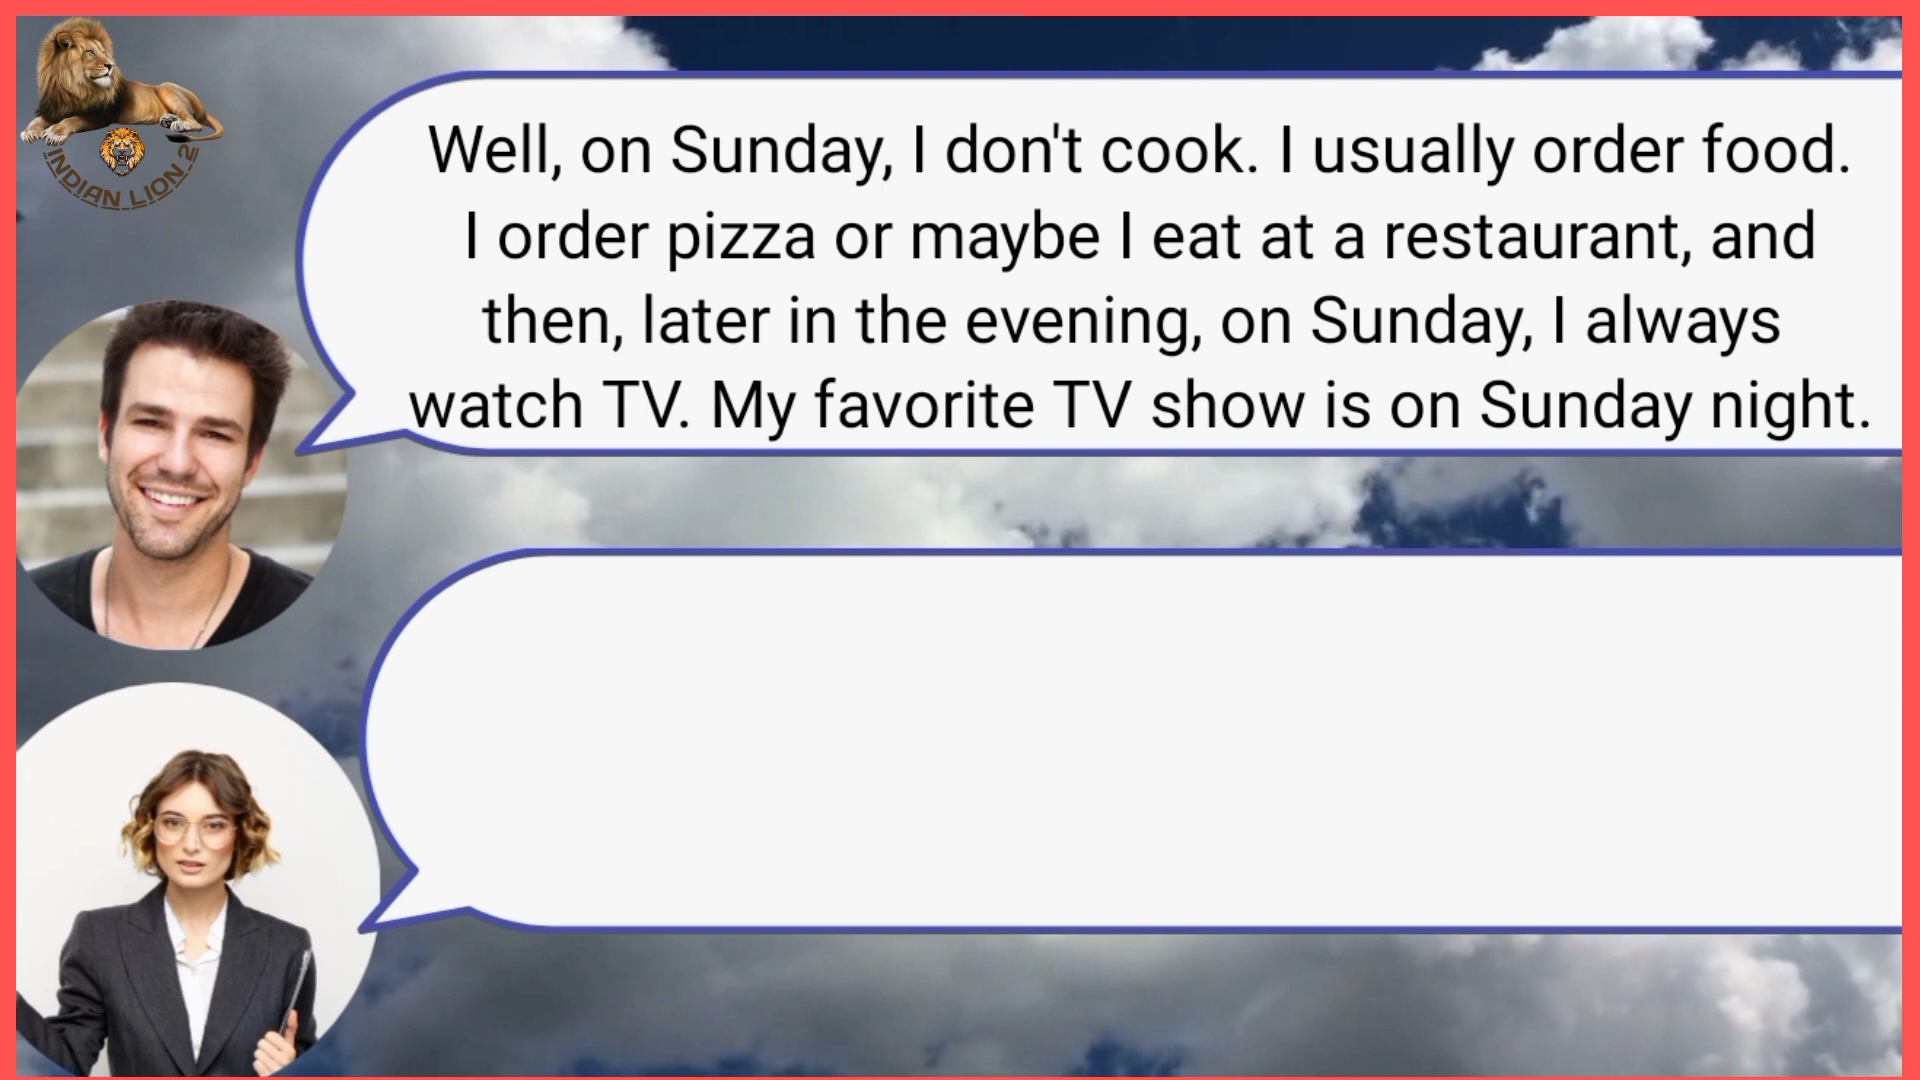 INDIAN LION 2
Well, on Sunday, I don't cook. I usually order food.
I order pizza or maybe I eat at a restaurant, and
then, later in the evening, on Sunday, I always
watch TV. My favorite TV show is on Sunday night.